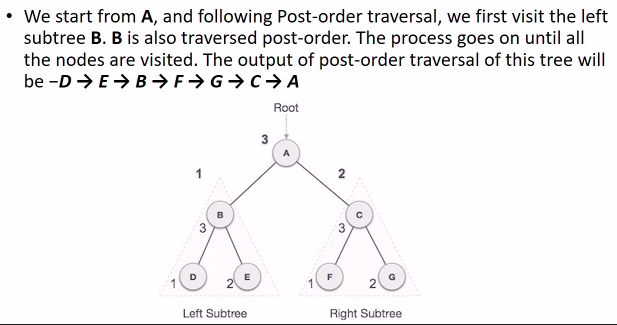 • We start from A, and following Post-order traversal, we first visit the left
subtree B. B is also traversed post-order. The process goes on until all
the nodes are visited. The output of post-order traversal of this tree will
be –D → E → B → F → G → C → A
Root
3
A
1
2
B
C
3
3
D
E
F
G
1
2
1
2
Left Subtree
Right Subtree